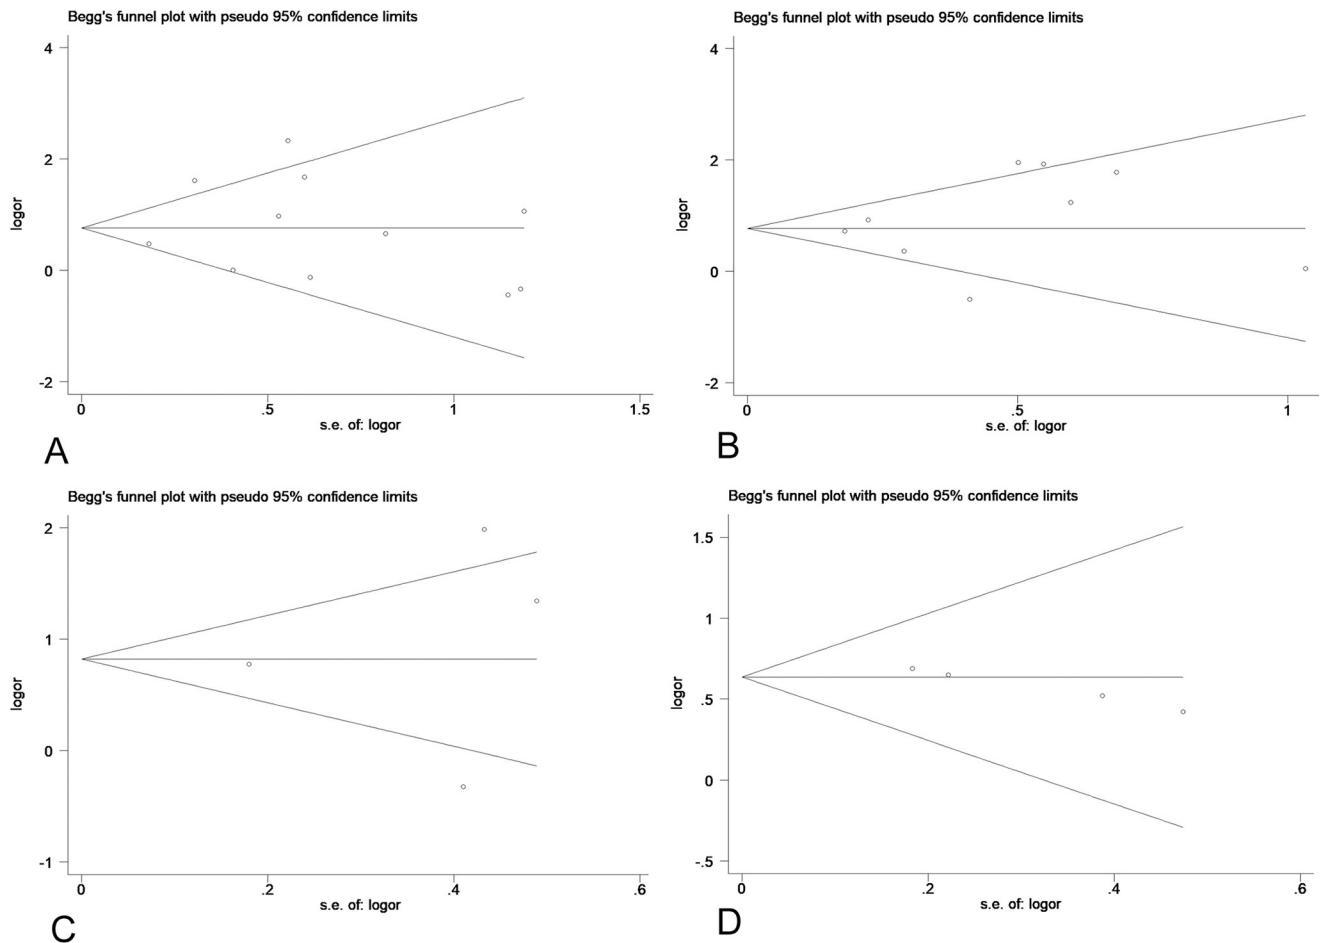 Begg's funnel plot with pseudo 95% confidence limits
4
2
0
-2
logor
0 .5 1 1.5
s.e. of: logor
A
Begg's funnel plot with pseudo 95% confidence limits
4
2
0
-2
logor
0 .5 1
s.e. of: logor
B
Begg's funnel plot with pseudo 95% confidence limits
2
1
0
-1
logor
0 .2 .4 .6
s.e. of: logor
C
Begg's funnel plot with pseudo 95% confidence limits
1.5
1
.5
0
-.5
logor
0 .2 .4 .6
s.e. of: logor
D